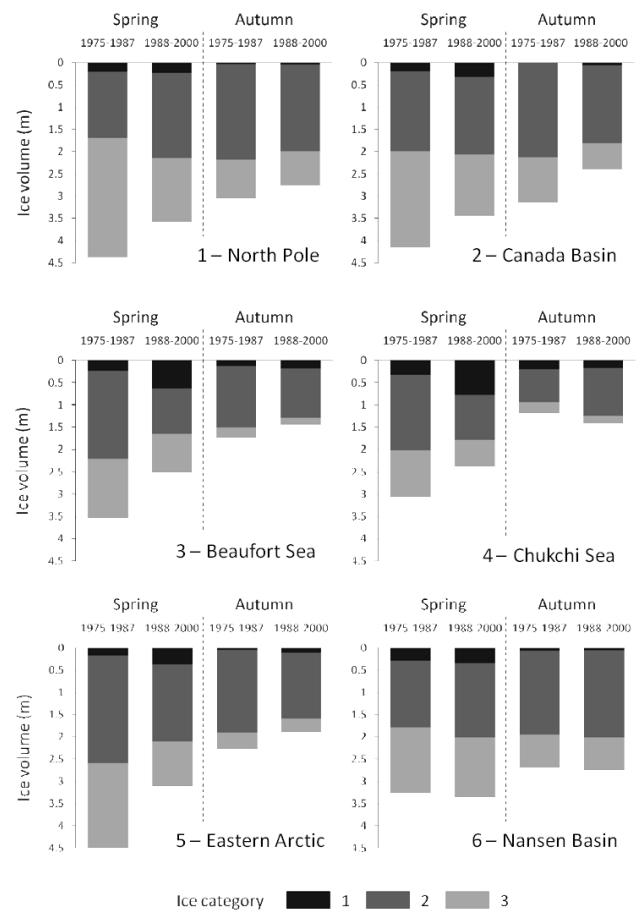 Spring Autumn Spring Autumn
1975-1987 1988-2000 1975-1987 1988-2000 1975-1987 1988-2000 1975-1987 1988-2000
0 0
0.5 0.5
1 1
1.5 1.5
2 2
2.5 2.5
3 3
3.5 3.5
4 4
4.5 4.5
Ice volume (m)
1 – North Pole 2 – Canada Basin
Spring Autumn Spring Autumn
1975-1987 1988-2000 1975-1987 1988-2000 1975-1987 1988-2000 1975-1987 1988-2000
0 0
0.5 0.5
1 1
1.5 1.5
2 2
2.5 2.5
3 3
3.5 3.5
4 4
4.5 4.5
Ice volume (m)
3 – Beaufort Sea 4 – Chukchi Sea
Spring Autumn Spring Autumn
1975-1987 1988-2000 1975-1987 1988-2000 1975-1987 1988-2000 1975-1987 1988-2000
0 0
0.5 0.5
1 1
1.5 1.5
2 2
2.5 2.5
3 3
3.5 3.5
4 4
4.5 4.5
Ice volume (m)
5 – Eastern Arctic 6 – Nansen Basin
Ice category 1 2 3